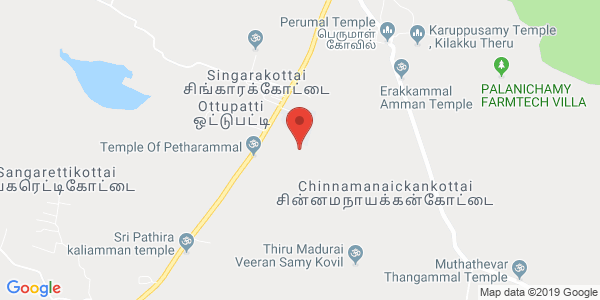 Perumal Temple
பெருமாள்
கோவில்
Karuppusamy Temple
, Kilakku Theru
Singarakottai
சிங்காரக்கோட்டை
Erakkammal
Amman Temple
PALANICHAMY
FARMTECH VILLA
Ottupatti
ஒட்டுபட்டி
Temple Of Petharammal
Sangarettikottai
கரெட்டிகோட்டை
Chinnamanaickankottai
சின்னமநாயக்கன்கோட்டை
Sri Pathira
kaliamman temple
Thiru Madurai
Veeran Samy Kovil
Muthathevar
Thangammal Temple
Google
Map data ©2019 Google